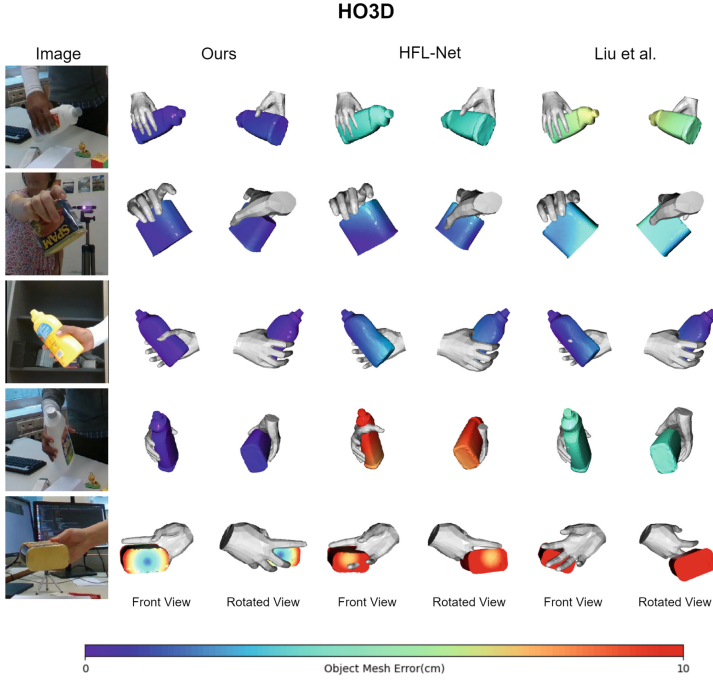 HO3D
Image Ours HFL-Net Liu et al.
SPAM
Front View Rotated View Front View Rotated View Front View Rotated View
0 10
Object Mesh Error(cm)